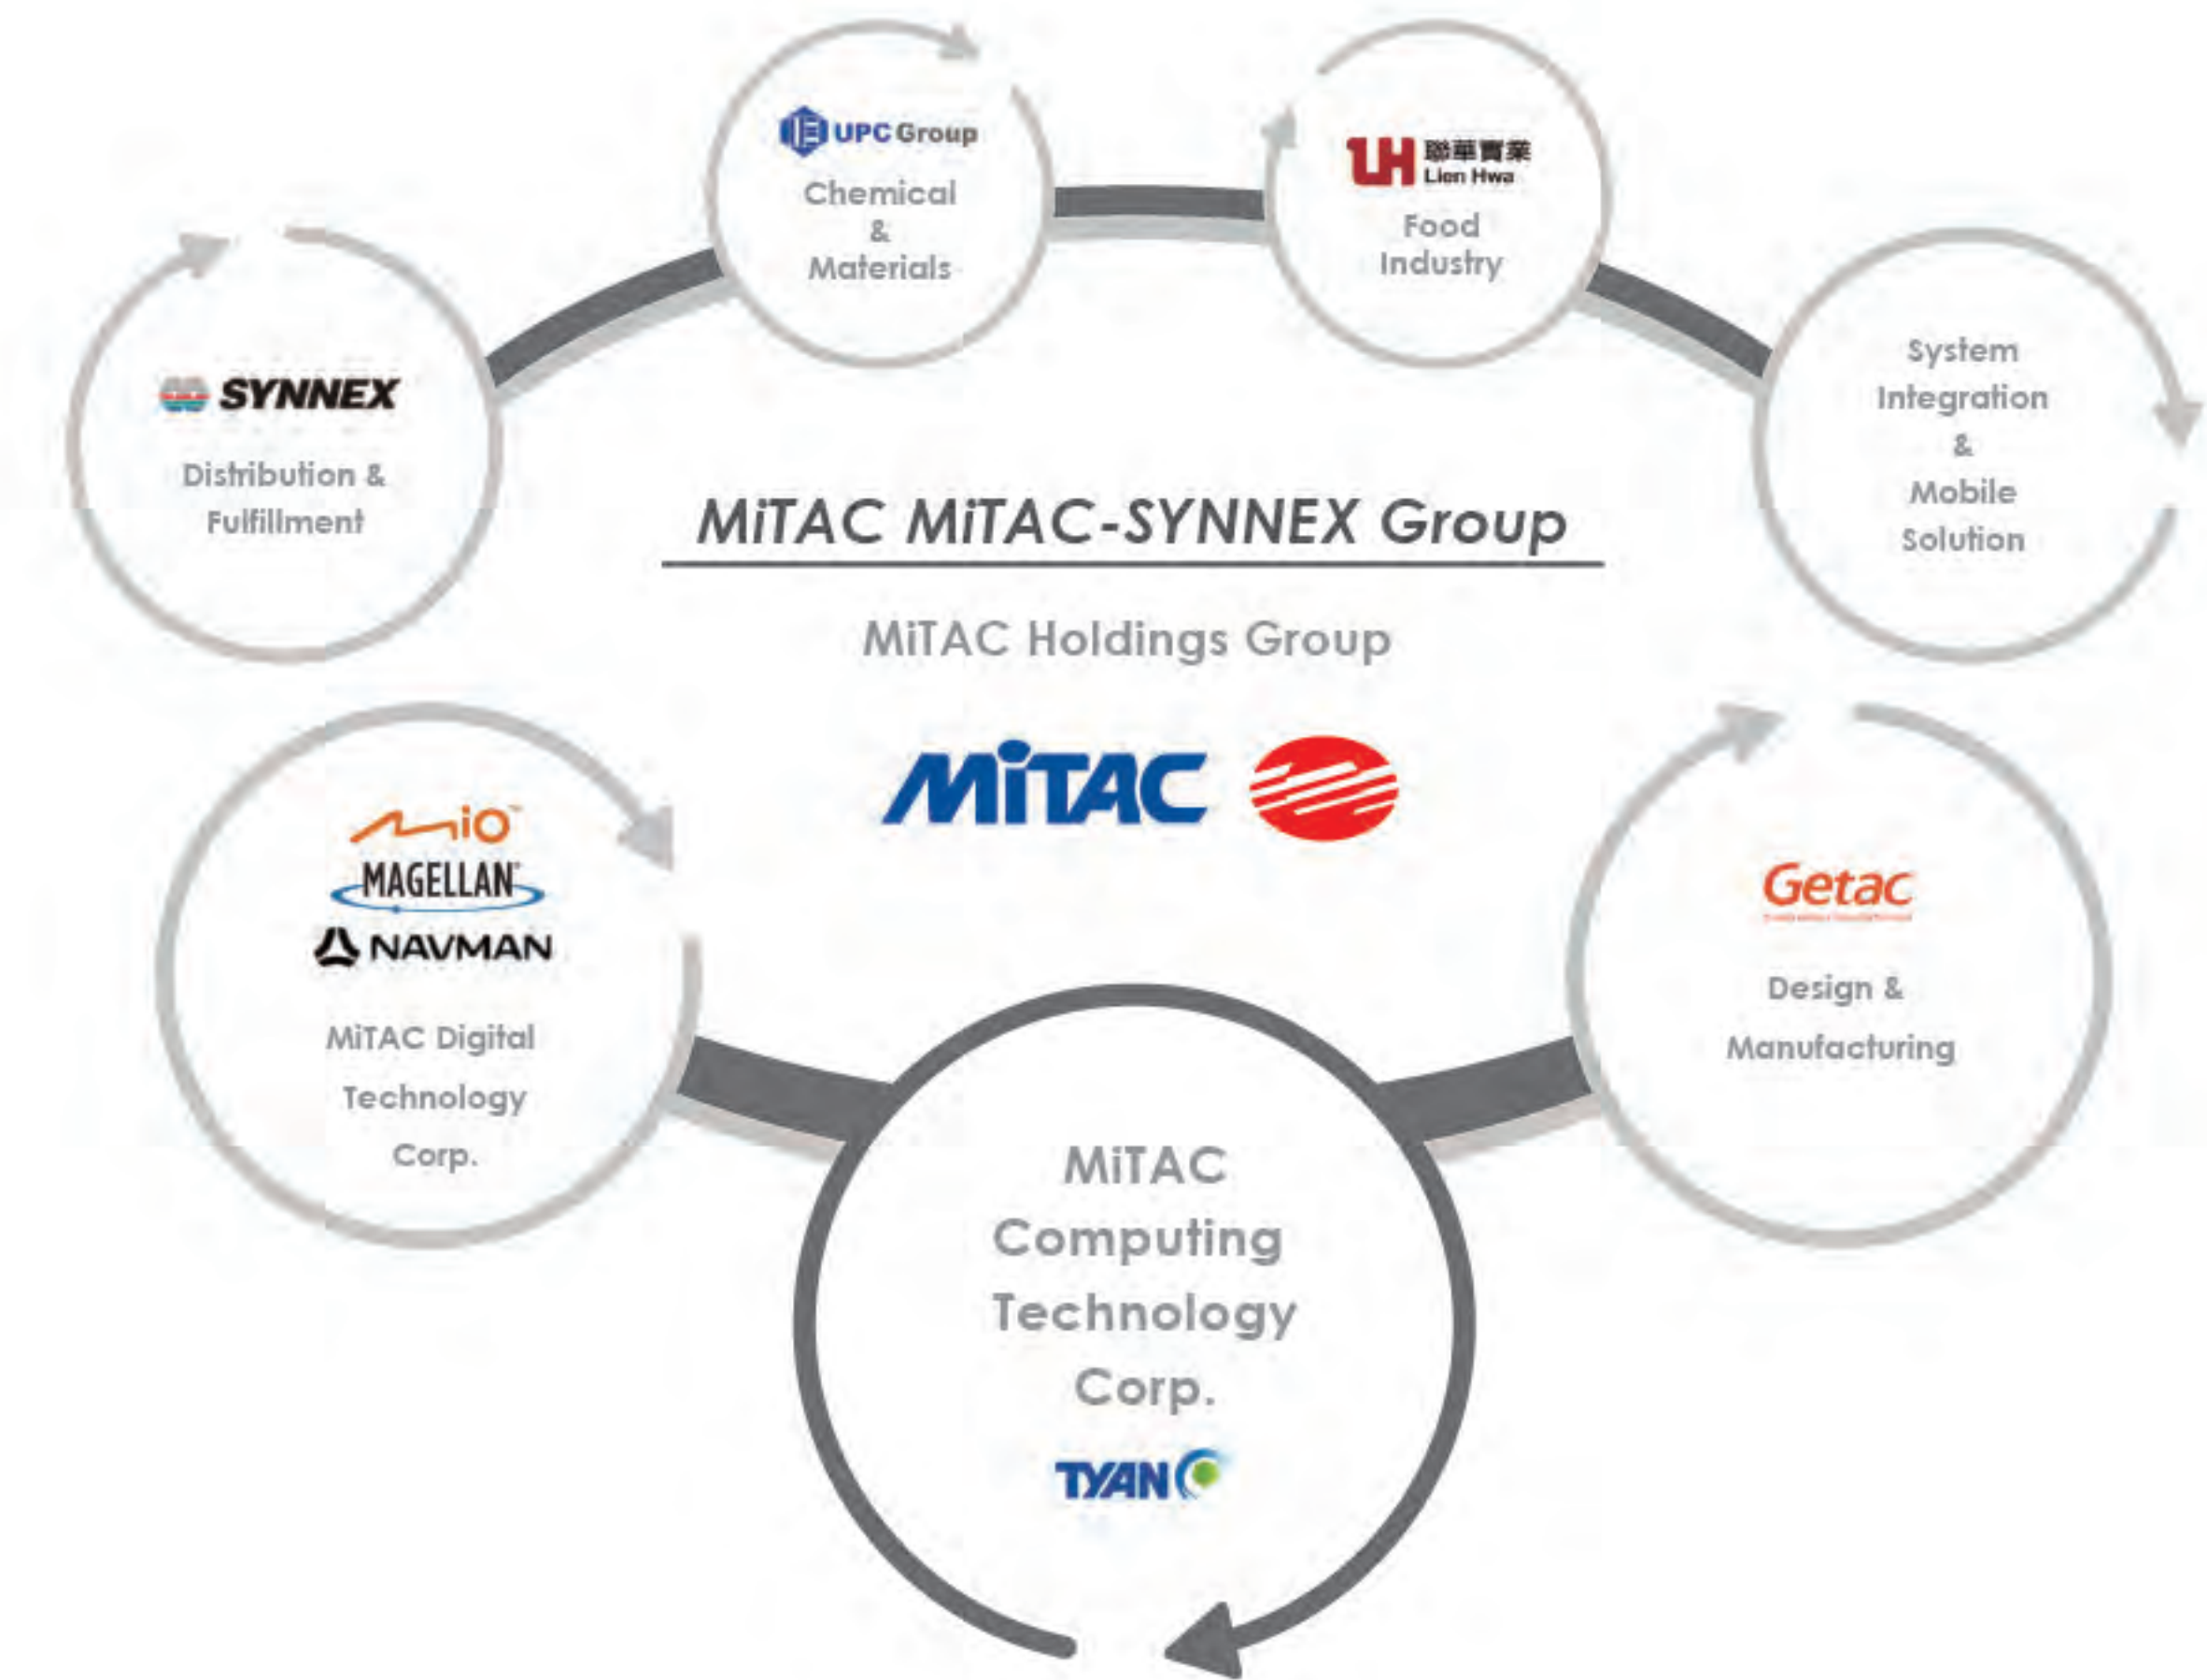 UPC Group
Chemical
&
Materials
聯華實業
Lien Hwa
Food
Industry
SYNNEX
Distribution &
Fulfillment
System
Integration
&
Mobile
Solution
MiTAC MiTAC-SYNNEX Group
MiTAC Holdings Group
MiTAC
Mio™
MAGELLAN®
NAVMAN
MiTAC Digital
Technology
Corp.
Getac
Design &
Manufacturing
MiTAC
Computing
Technology
Corp.
TYAN